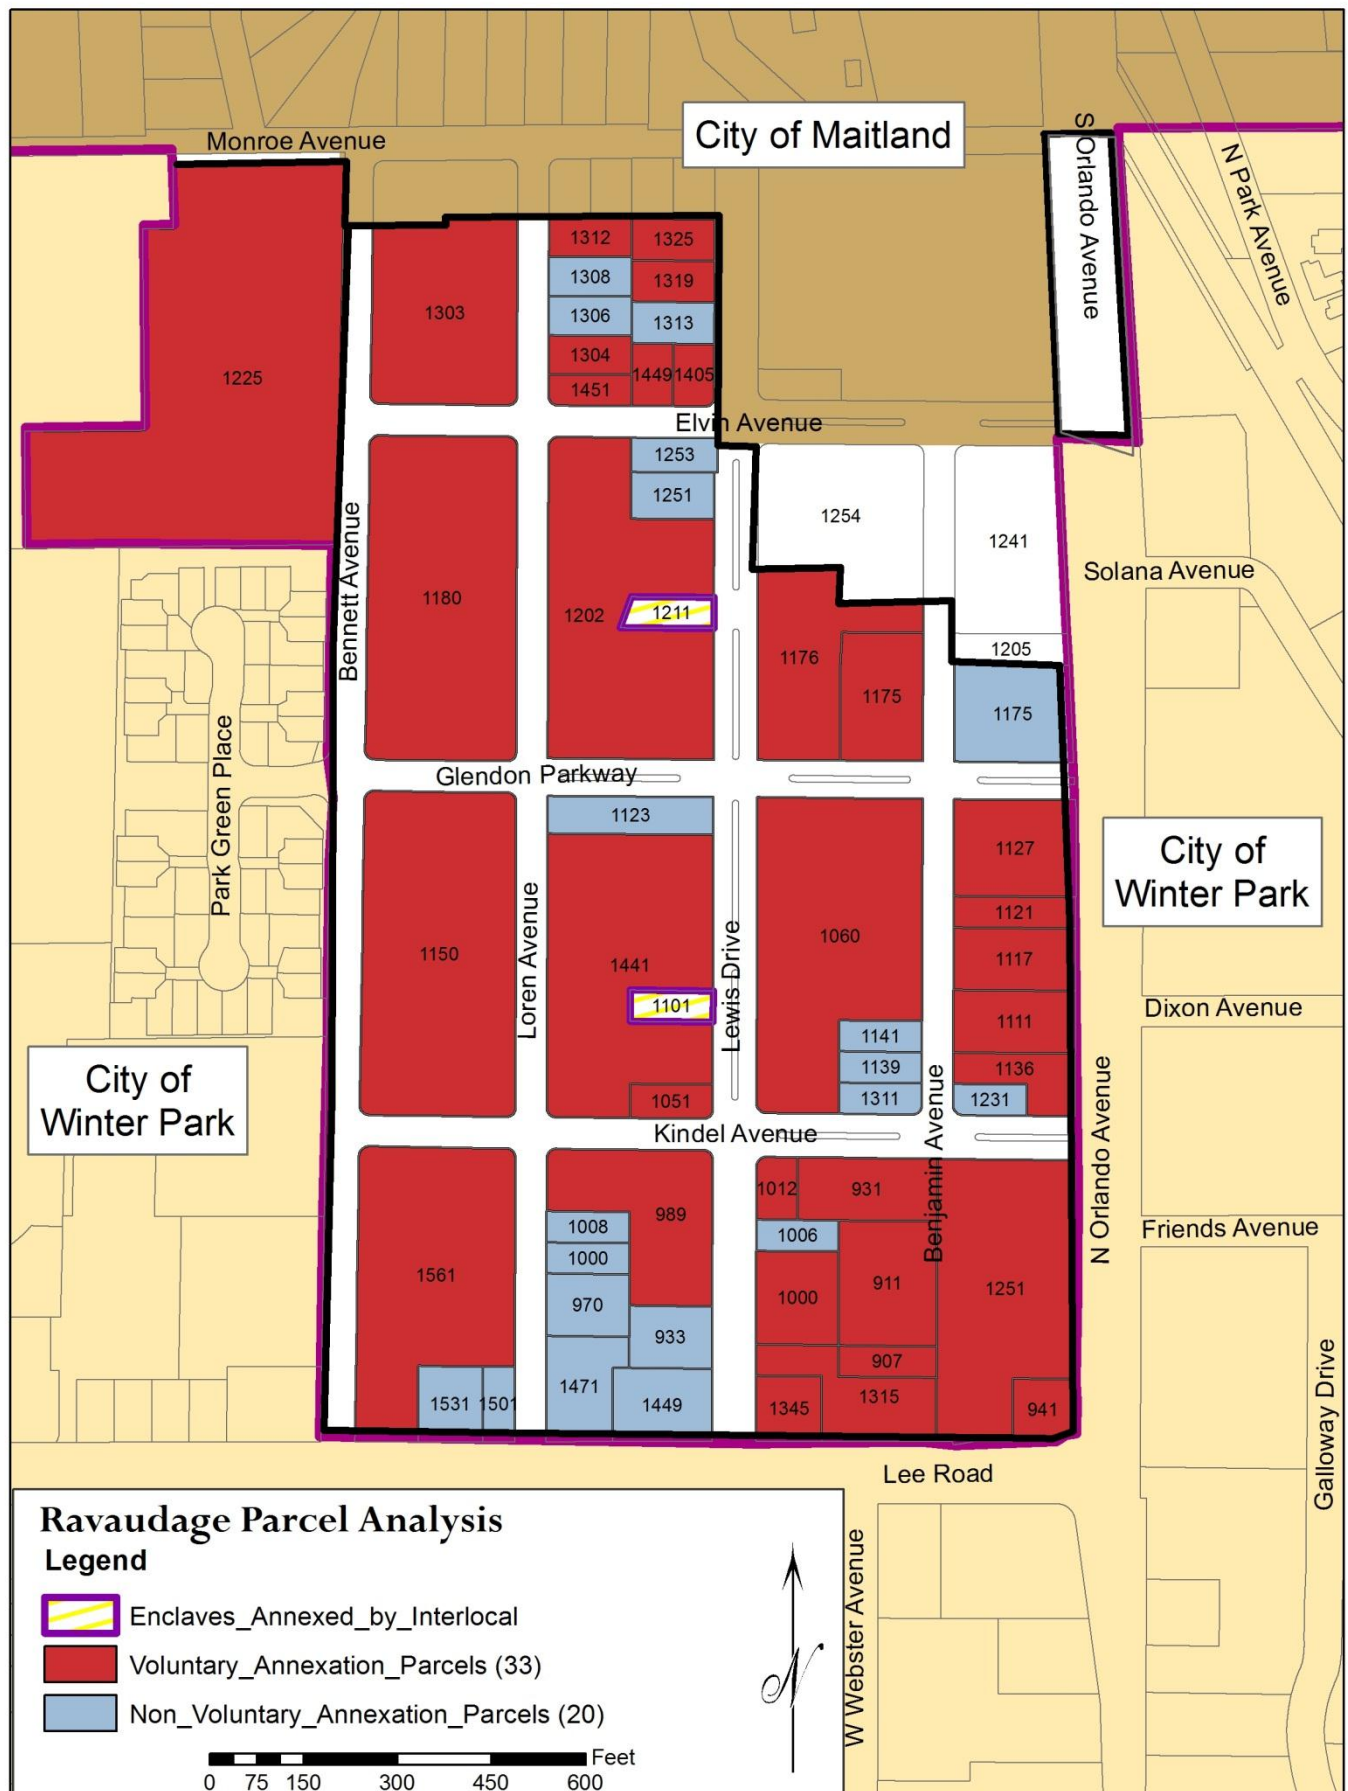 City of Maitland
Monroe Avenue
S Orlando Avenue
N Park Avenue
1312
1325
1308
1319
1306
1313
1303
1304
1449
1405
1451
1225
Elvin Avenue
1253
1251
1254
1241
Bennett Avenue
Solana Avenue
1180
1202
1211
1205
1176
1175
1175
Park Green Place
Glendon Parkway
1123
1127
City of
Winter Park
1121
Loren Avenue
1150
1441
Lewis Drive
1060
1117
1101
1111
Dixon Avenue
1141
1139
1136
1051
1311
1231
City of
Winter Park
Kindel Avenue
Benjamin Avenue
N Orlando Avenue
1012
931
989
1008
1006
Friends Avenue
1000
1561
970
1000
911
1251
933
907
1531
1501
1471
1449
1345
1315
941
Galloway Drive
Lee Road
W Webster Avenue
Ravaudage Parcel Analysis
Legend
Enclaves_Annexed_by_Interlocal
Voluntary_Annexation_Parcels (33)
Non_Voluntary_Annexation_Parcels (20)
N
Feet
0 75 150 300 450 600